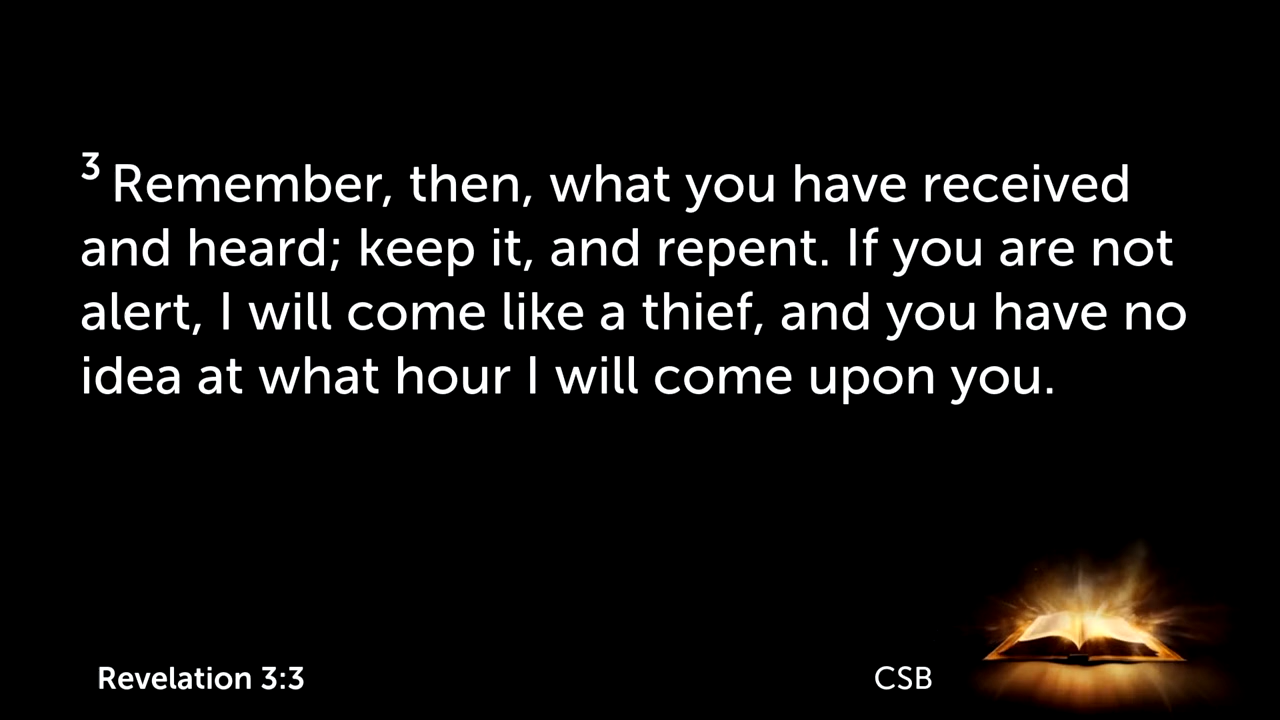 3 Remember, then, what you have received
and heard; keep it, and repent. If you are not
alert, I will come like a thief, and you have no
idea at what hour I will come upon you.
Revelation 3:3
CSB